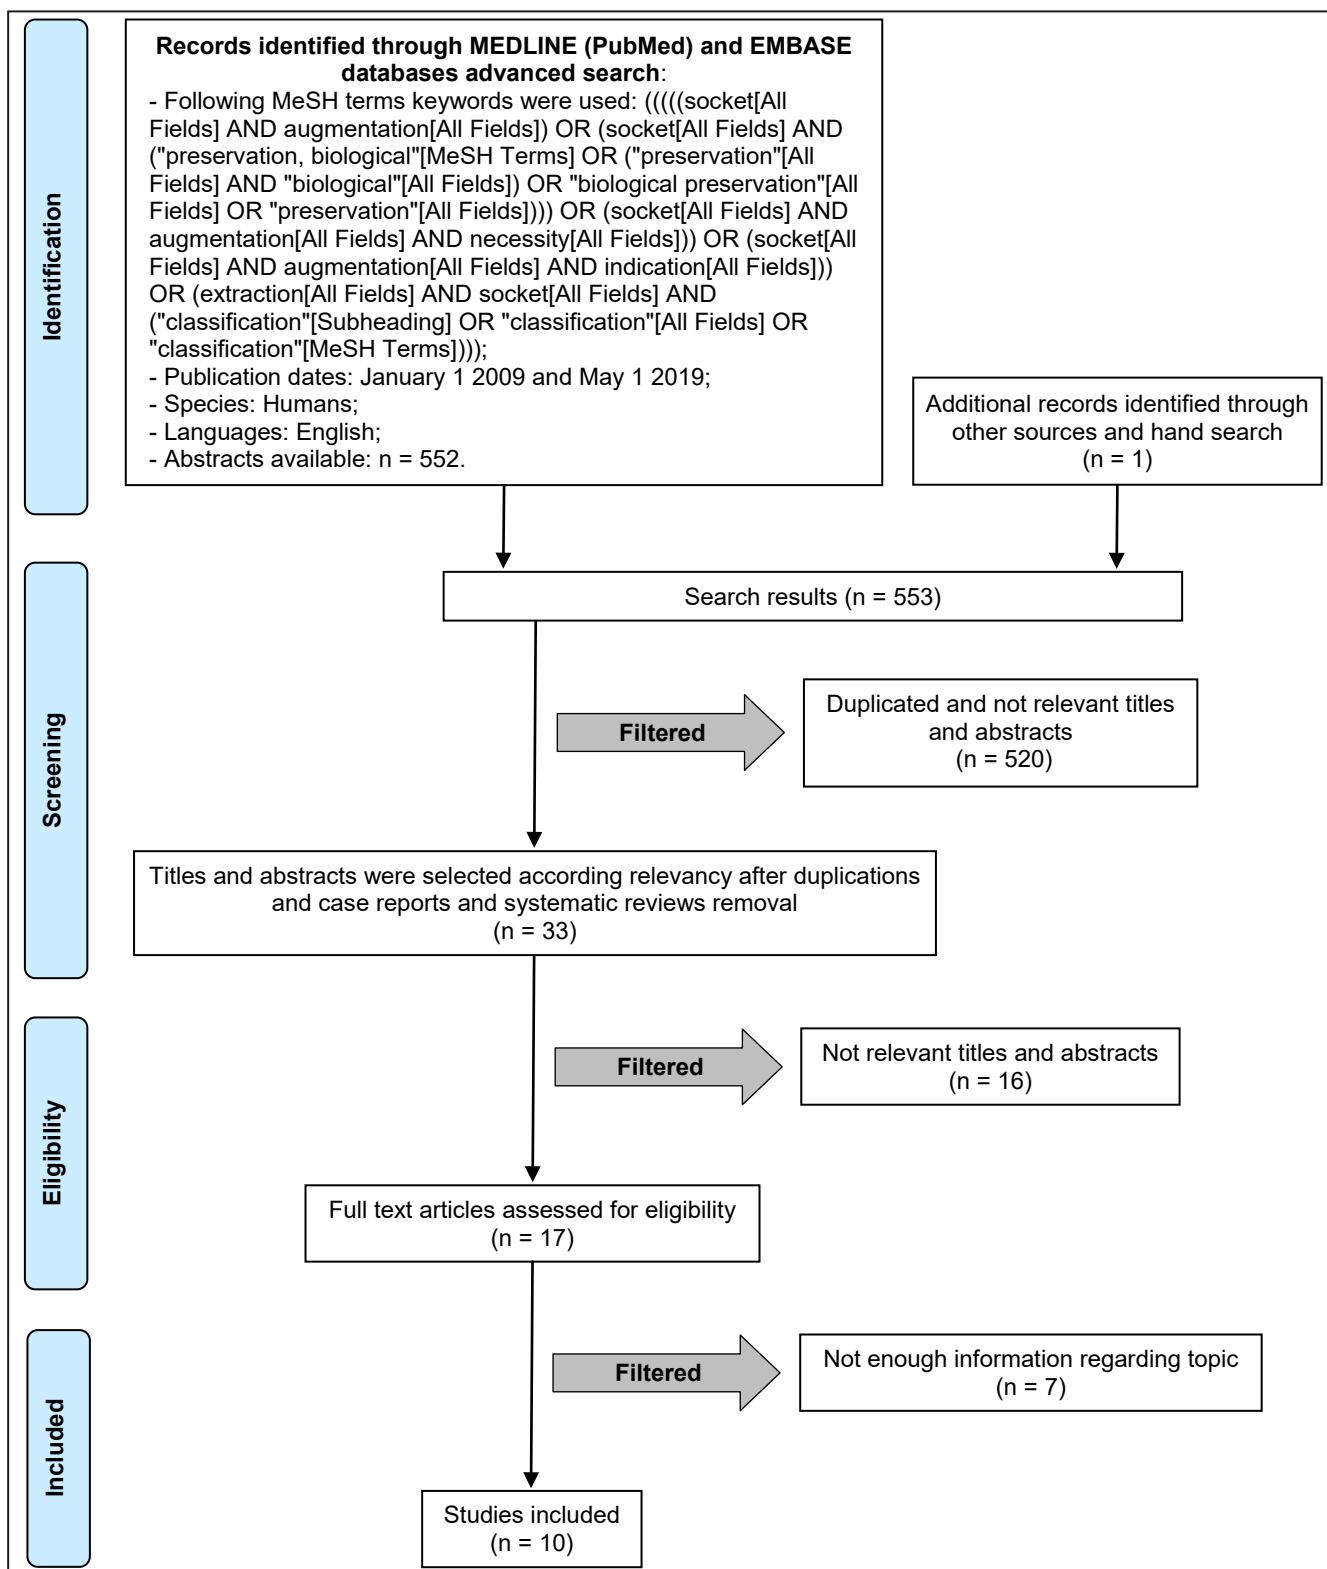 Identification
Records identified through MEDLINE (PubMed) and EMBASE
databases advanced search:
- Following MeSH terms keywords were used: (((((socket[All
Fields] AND augmentation[All Fields]) OR (socket[All Fields] AND
("preservation, biological"[MeSH Terms] OR ("preservation"[All
Fields] AND "biological"[All Fields]) OR "biological preservation"[All
Fields] OR "preservation"[All Fields]))) OR (socket[All Fields] AND
augmentation[All Fields] AND necessity[All Fields])) OR (socket[All
Fields] AND augmentation[All Fields] AND indication[All Fields]))
OR (extraction[All Fields] AND socket[All Fields] AND
("classification"[Subheading] OR "classification"[All Fields] OR
"classification"[MeSH Terms])));
- Publication dates: January 1 2009 and May 1 2019;
- Species: Humans;
- Languages: English;
- Abstracts available: n = 552.
Additional records identified through
other sources and hand search
(n = 1)
Screening
Search results (n = 553)
Filtered
Duplicated and not relevant titles
and abstracts
(n = 520)
Titles and abstracts were selected according relevancy after duplications
and case reports and systematic reviews removal
(n = 33)
Eligibility
Filtered
Not relevant titles and abstracts
(n = 16)
Full text articles assessed for eligibility
(n = 17)
Included
Filtered
Not enough information regarding topic
(n = 7)
Studies included
(n = 10)